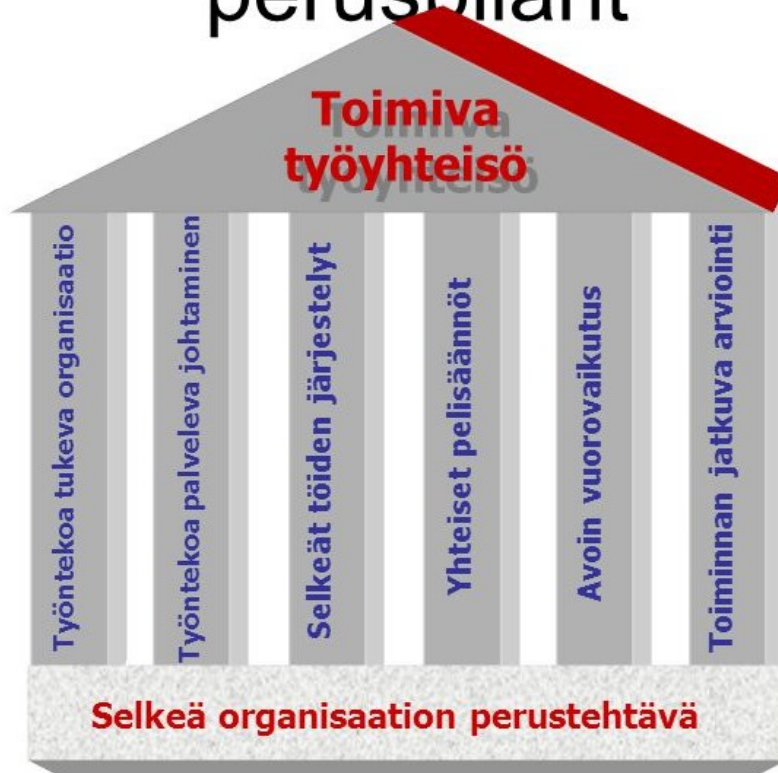 peruspilarit
Toimiva
työyhteisö
Työntekoa tukeva organisaatio
Työntekoa palveleva johtaminen
Selkeät töiden järjestelyt
Yhteiset pelisäännöt
Avoin vuorovaikutus
Toiminnan jatkuva arviointi
Selkeä organisaation perustehtävä